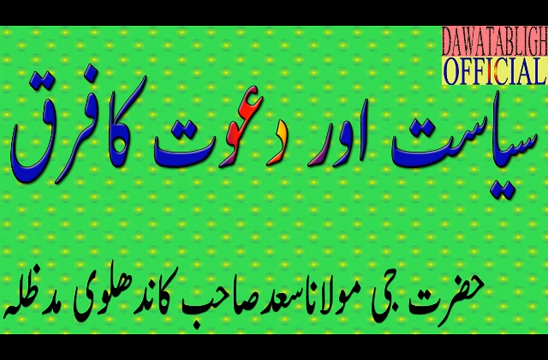 DAWATABLIGH
OFFICIAL
سیاست اور دعوت کا فرق
حضرت جی مولانا سعد صاحب کاندھلوی مدظلہ